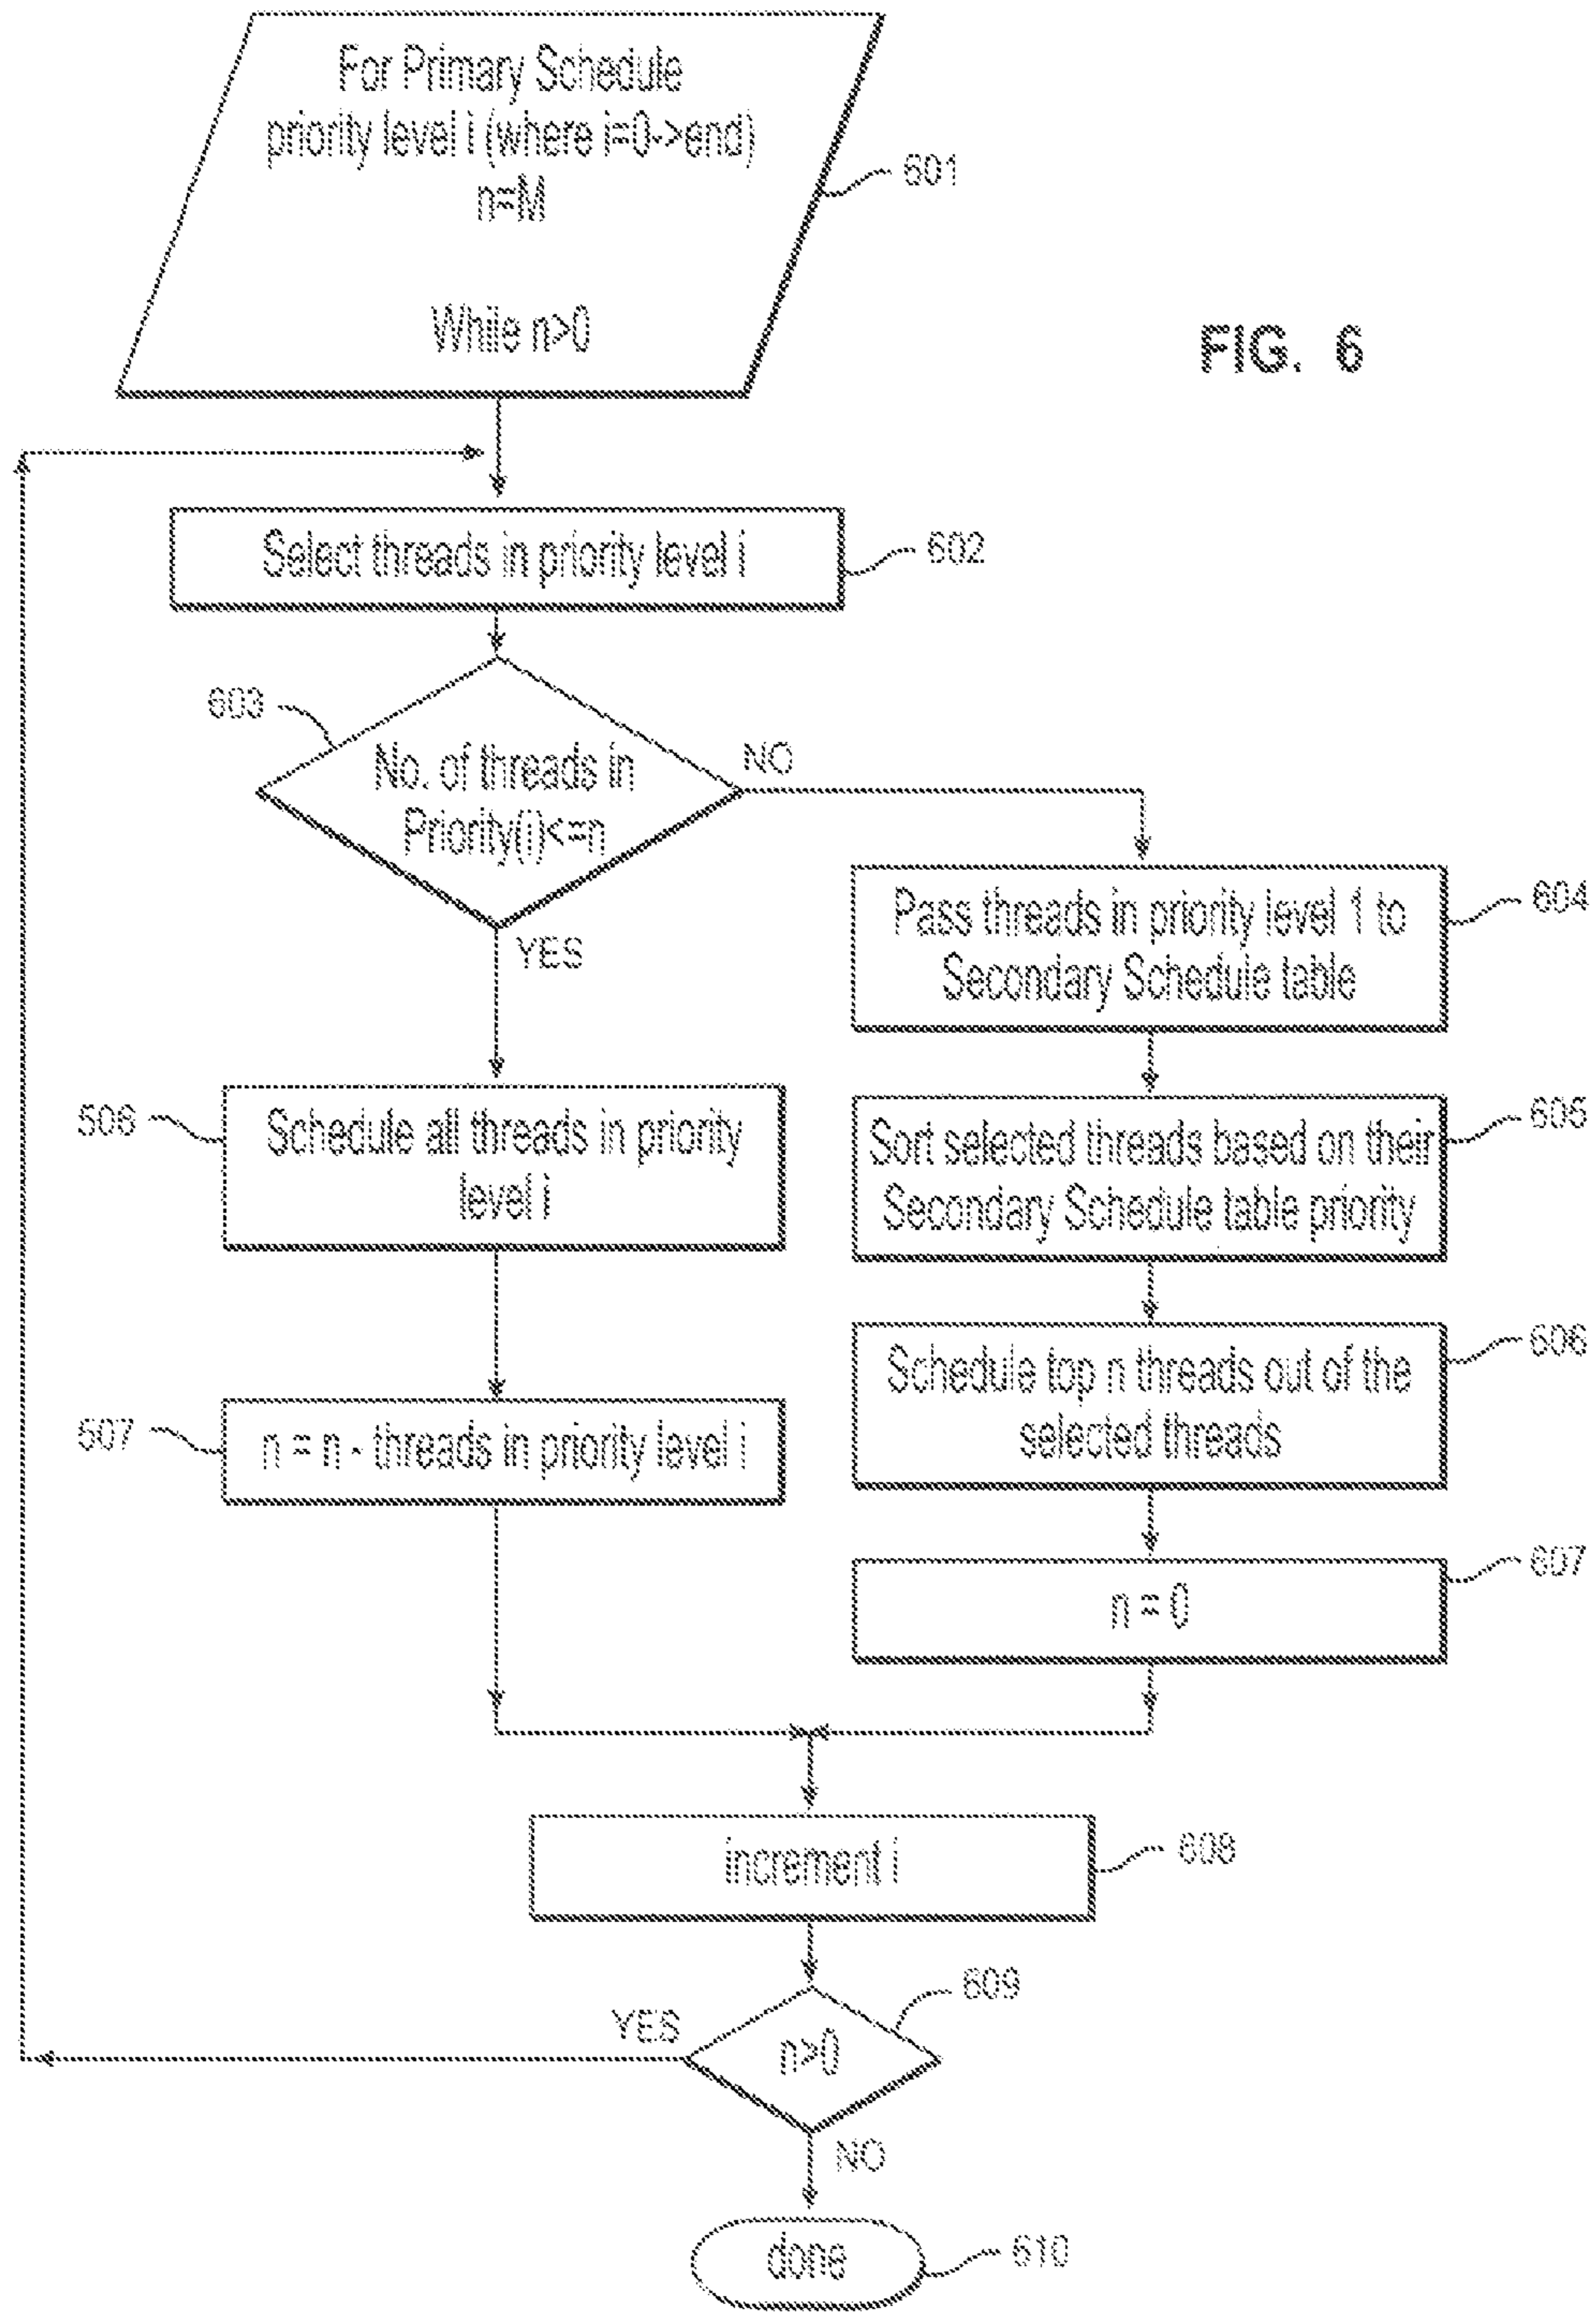 For Primary Schedule
priority level i (where i=0->end)
n=M
While n>0
601
FIG. 6
Select threads in priority level i
602
603
No. of threads in
Priority(i)<=n
NO
YES
Pass threads in priority level 1 to
Secondary Schedule table
604
506
Schedule all threads in priority
level i
Sort selected threads based on their
Secondary Schedule table priority
605
Schedule top n threads out of the
selected threads
606
507
n = n - threads in priority level i
n = 0
607
increment i
608
609
YES
n>0
NO
done
610